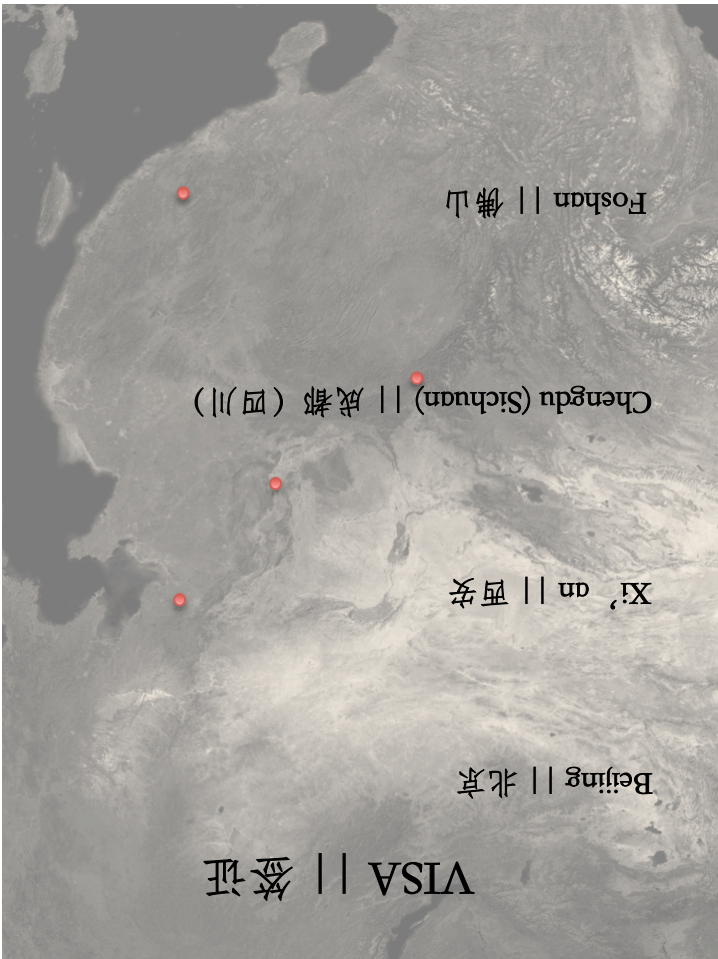 VISA || 签证
Beijing || 北京
Xi’an || 西安
Chengdu (Sichuan) || 成都（四川）
Foshan || 佛山